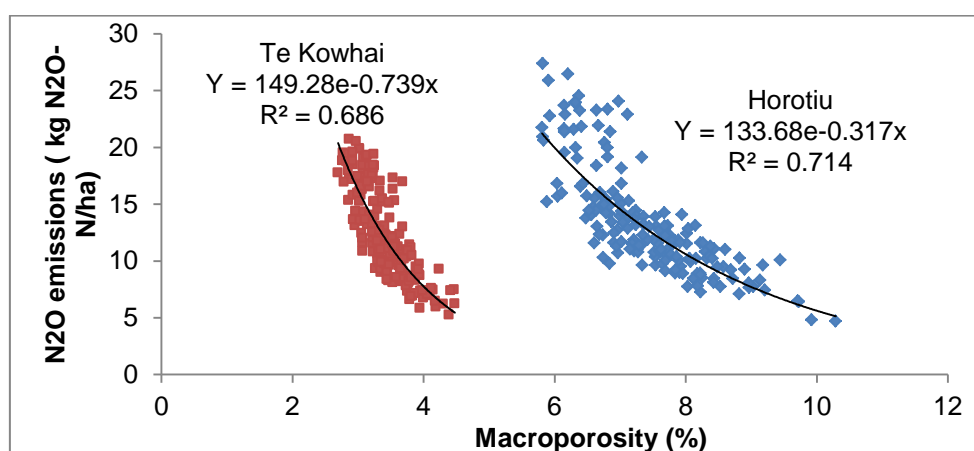 30
25
20
15
10
5
0
N2O emissions ( kg N2O-
N/ha)
Te Kowhai
Y = 149.28e-0.739x
R² = 0.686
Horotiu
Y = 133.68e-0.317x
R² = 0.714
0 2 4 6 8 10 12
Macroporosity (%)